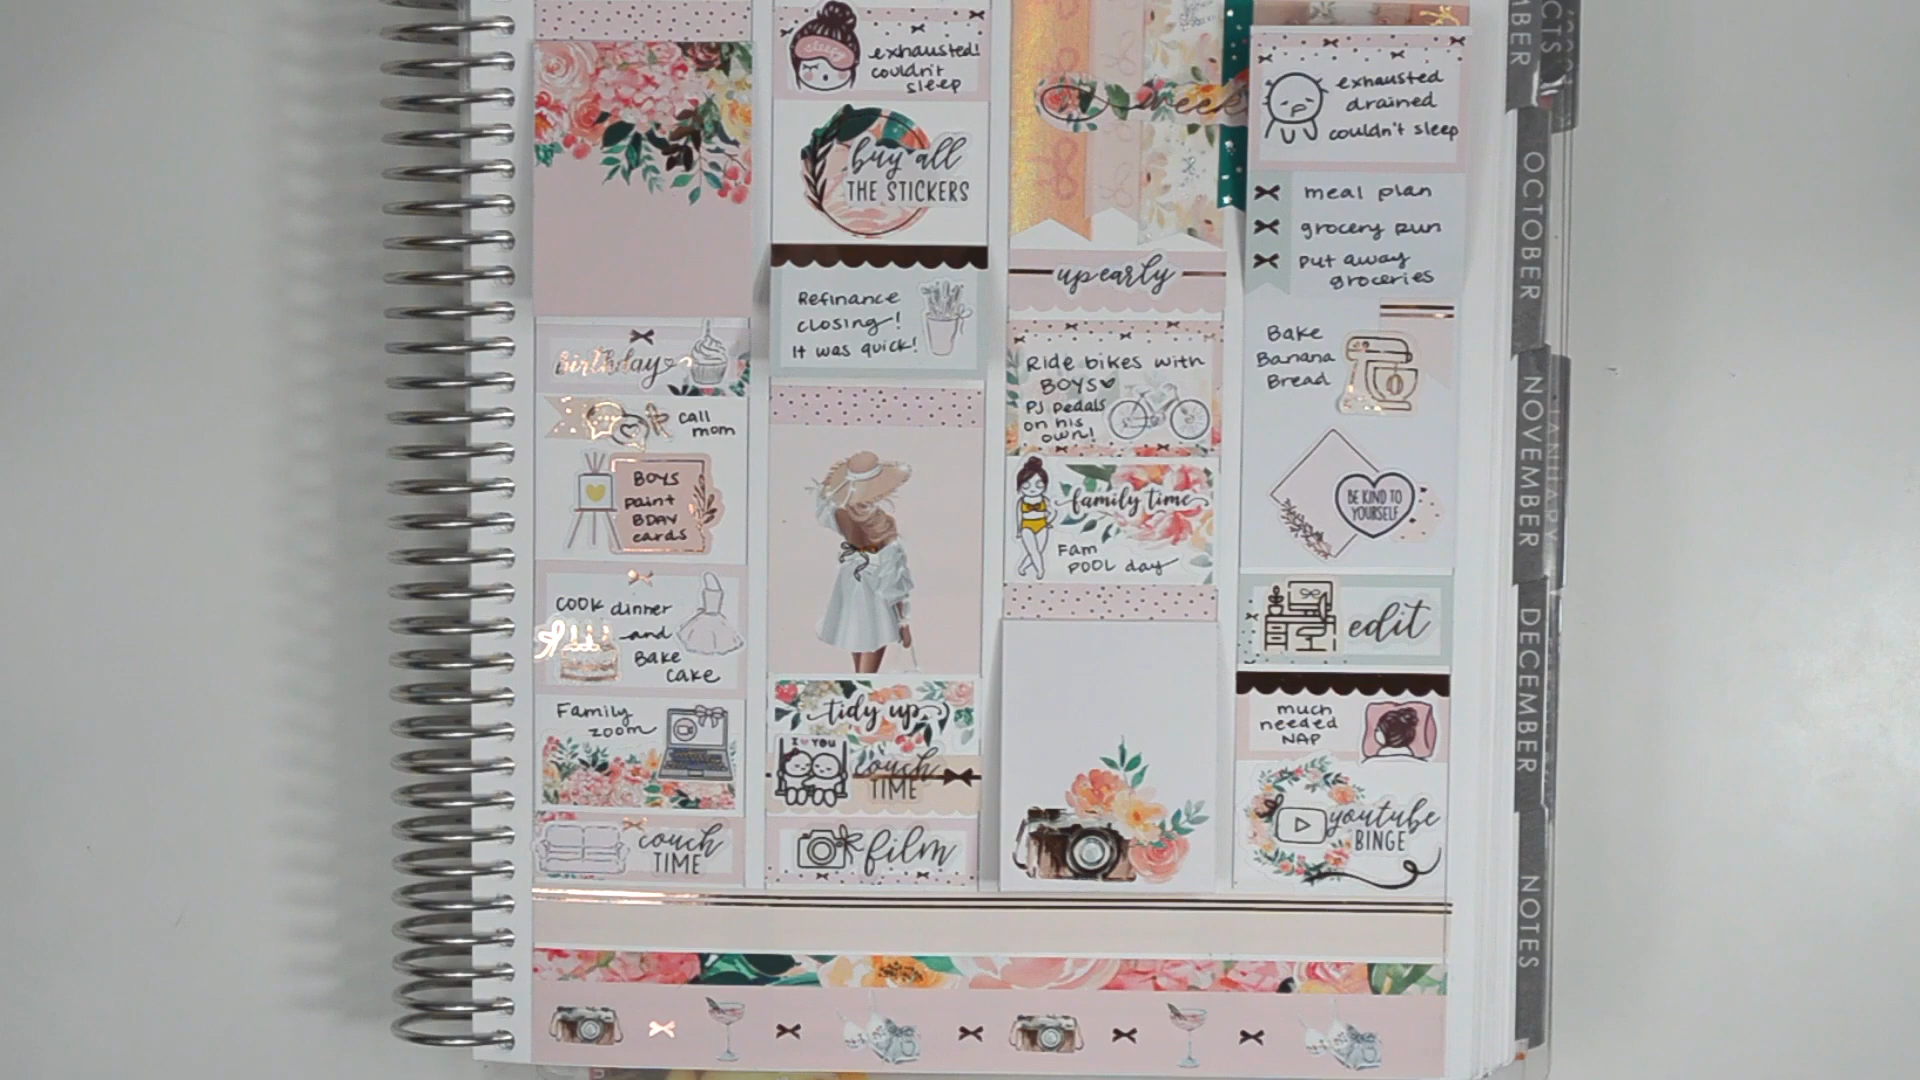 birthday
call
mom
BOYS
paint
BDAY
cards
cook dinner
and
Bake
cake
Family
zoom
couch
TIME
sleepy
exhausted!
couldn't
sleep
buy all
THE STICKERS
Refinance
closing!
It was quick!
tidy up
I YOU
couch
TIME
film
week
up early
Ride bikes with
BOYS
PJ pedals
on his
own!
family time
Fam
POOL day
exhausted
drained
couldn't sleep
meal plan
grocery run
put away
groceries
Bake
Banana
Bread
BE KIND TO
YOURSELF
edit
much
needed
NAP
youtube
BINGE
OCTOBER
NOVEMBER
DECEMBER
NOTES